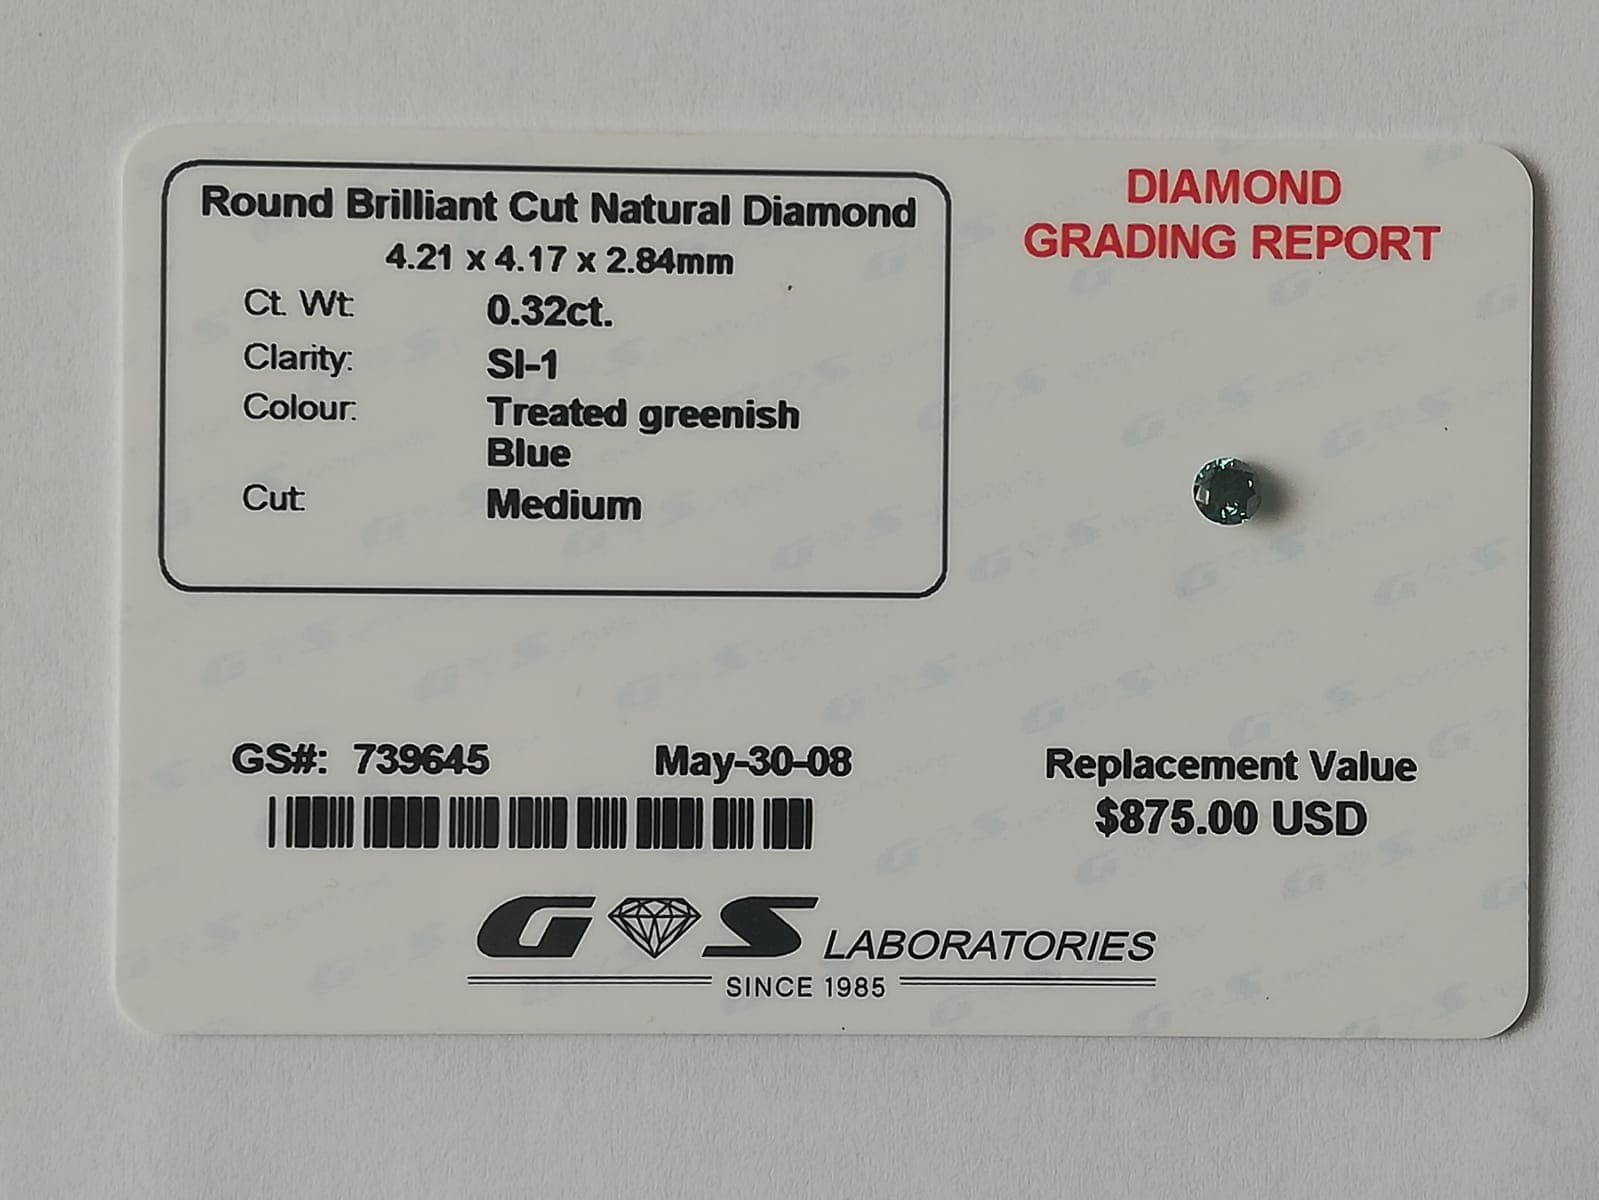 Round Brilliant Cut Natural Diamond
4.21 x 4.17 x 2.84mm
Ct. Wt: 0.32ct.
Clarity: SI-1
Colour: Treated greenish
Blue
Cut: Medium
DIAMOND
GRADING REPORT
GS#: 739645 May-30-08
Replacement Value
$875.00 USD
G S LABORATORIES
SINCE 1985